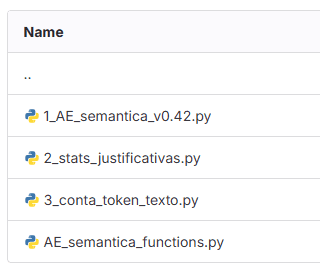 Name
..
1_AE_semantica_v0.42.py
2_stats_justificativas.py
3_conta_token_texto.py
AE_semantica_functions.py